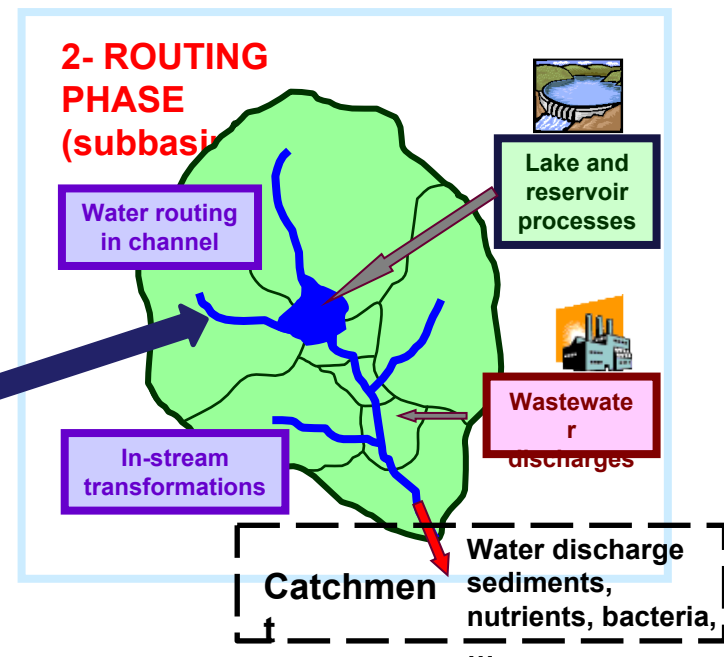 2- ROUTING
PHASE
(subbasi
Lake and
reservoir
processes
Water routing
in channel
Wastewate
r
discharges
In-stream
transformations
Catchmen
t
Water discharge
sediments,
nutrients, bacteria,
...